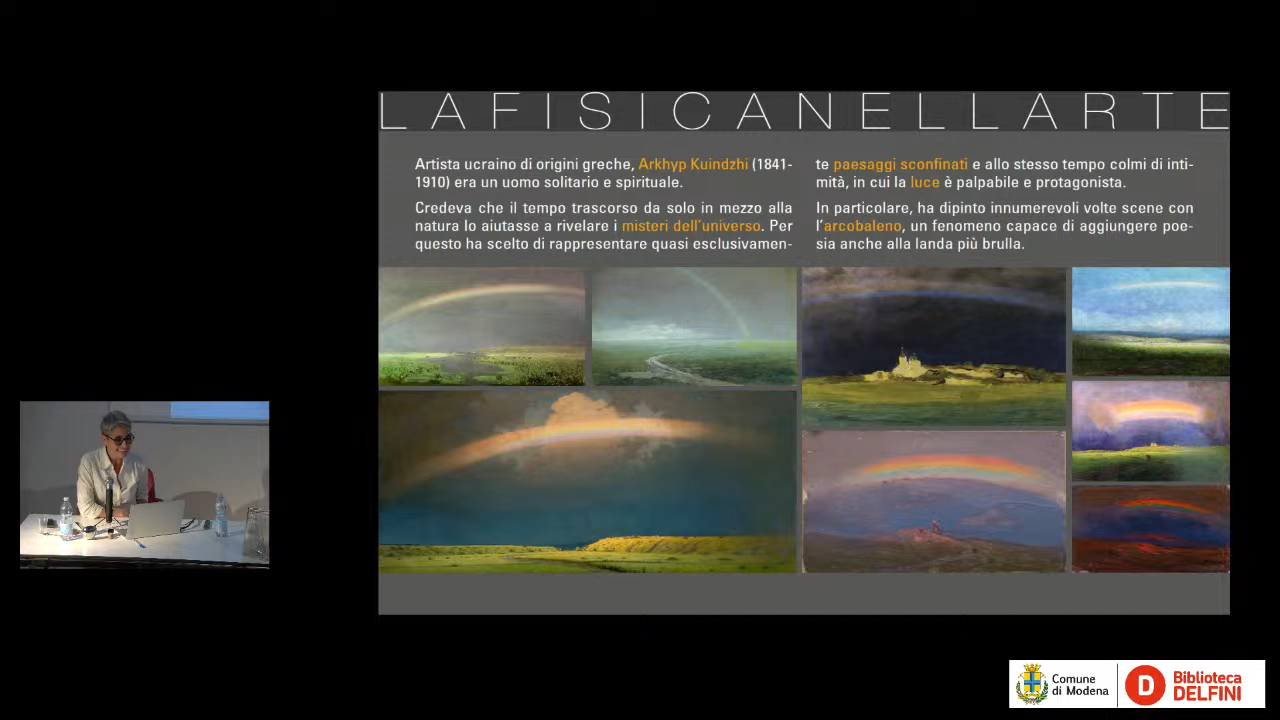 LAFISICANELLARTE
Artista ucraino di origini greche, Arkhyp Kuindzhi (1841-
1910) era un uomo solitario e spirituale.
Credeva che il tempo trascorso da solo in mezzo alla
natura lo aiutasse a rivelare i misteri dell'universo. Per
questo ha scelto di rappresentare quasi esclusivamen-
te paesaggi sconfinati e allo stesso tempo colmi di inti-
mità, in cui la luce è palpabile e protagonista.
In particolare, ha dipinto innumerevoli volte scene con
l'arcobaleno, un fenomeno capace di aggiungere poe-
sia anche alla landa più brulla.
Comune
di Modena
D
Biblioteca
DELFINI